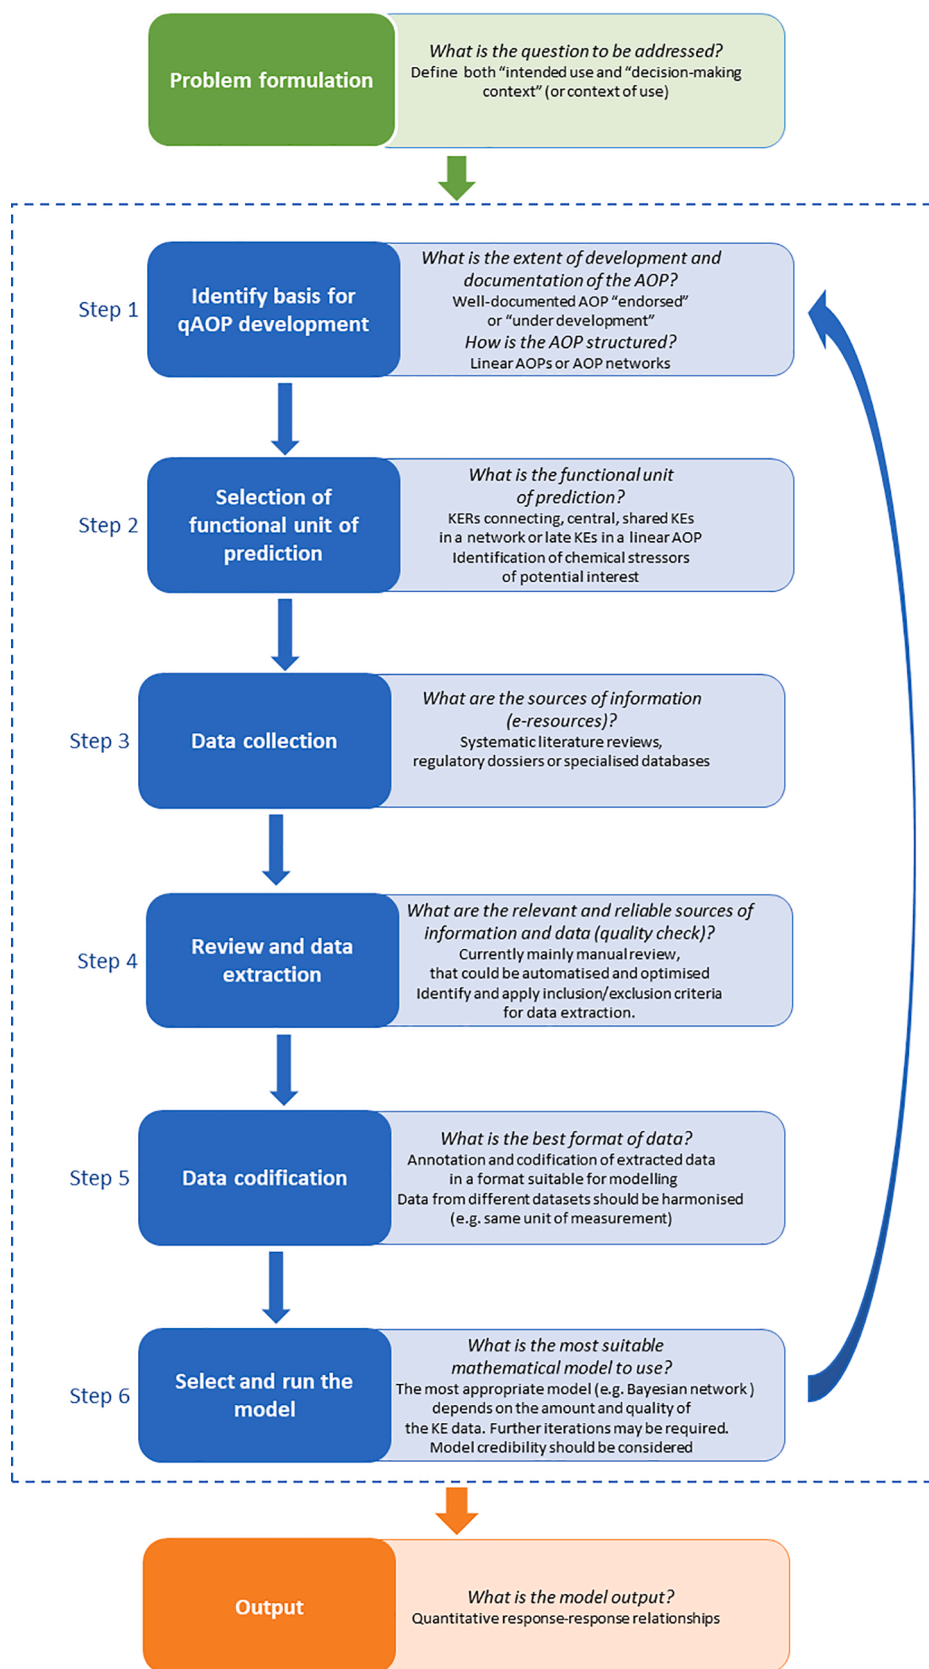 Problem formulation
What is the question to be addressed?
Define both “intended use and “decision-making
context” (or context of use)
Step 1
Identify basis for
qAOP development
What is the extent of development and
documentation of the AOP?
Well-documented AOP “endorsed”
or “under development”
How is the AOP structured?
Linear AOPs or AOP networks
Step 2
Selection of
functional unit of
prediction
What is the functional unit
of prediction?
KERs connecting, central, shared KEs
in a network or late KEs in a linear AOP
Identification of chemical stressors
of potential interest
Step 3
Data collection
What are the sources of information
(e-resources)?
Systematic literature reviews,
regulatory dossiers or specialised databases
Step 4
Review and data
extraction
What are the relevant and reliable sources of
information and data (quality check)?
Currently mainly manual review,
that could be automatised and optimised
Identify and apply inclusion/exclusion criteria
for data extraction.
Step 5
Data codification
What is the best format of data?
Annotation and codification of extracted data
in a format suitable for modelling
Data from different datasets should be harmonised
(e.g. same unit of measurement)
Step 6
Select and run the
model
What is the most suitable
mathematical model to use?
The most appropriate model (e.g. Bayesian network )
depends on the amount and quality of
the KE data. Further iterations may be required.
Model credibility should be considered
Output
What is the model output?
Quantitative response-response relationships